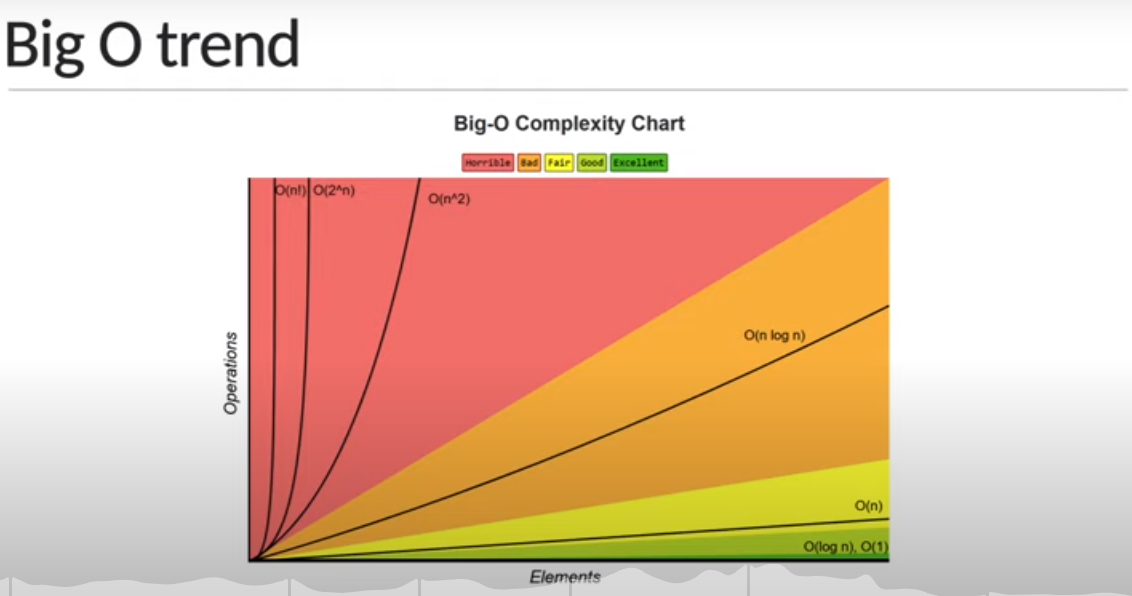 Big O trend
Big-O Complexity Chart
Horrible Bad Fair Good Excellent
O(n!) O(2^n)
O(n^2)
O(n log n)
O(n)
O(log n), O(1)
Operations
Elements